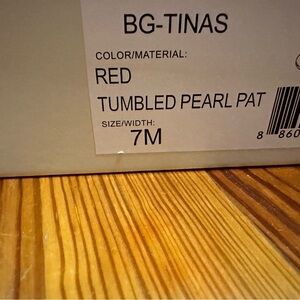 BG-TINAS
COLOR/MATERIAL:
RED
TUMBLED PEARL PAT
SIZE/WIDTH:
7M
8 860